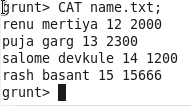 grunt> CAT name.txt;
renu mertiya 12 2000
puja garg 13 2300
salome devkule 14 1200
rash basant 15 15666
grunt>